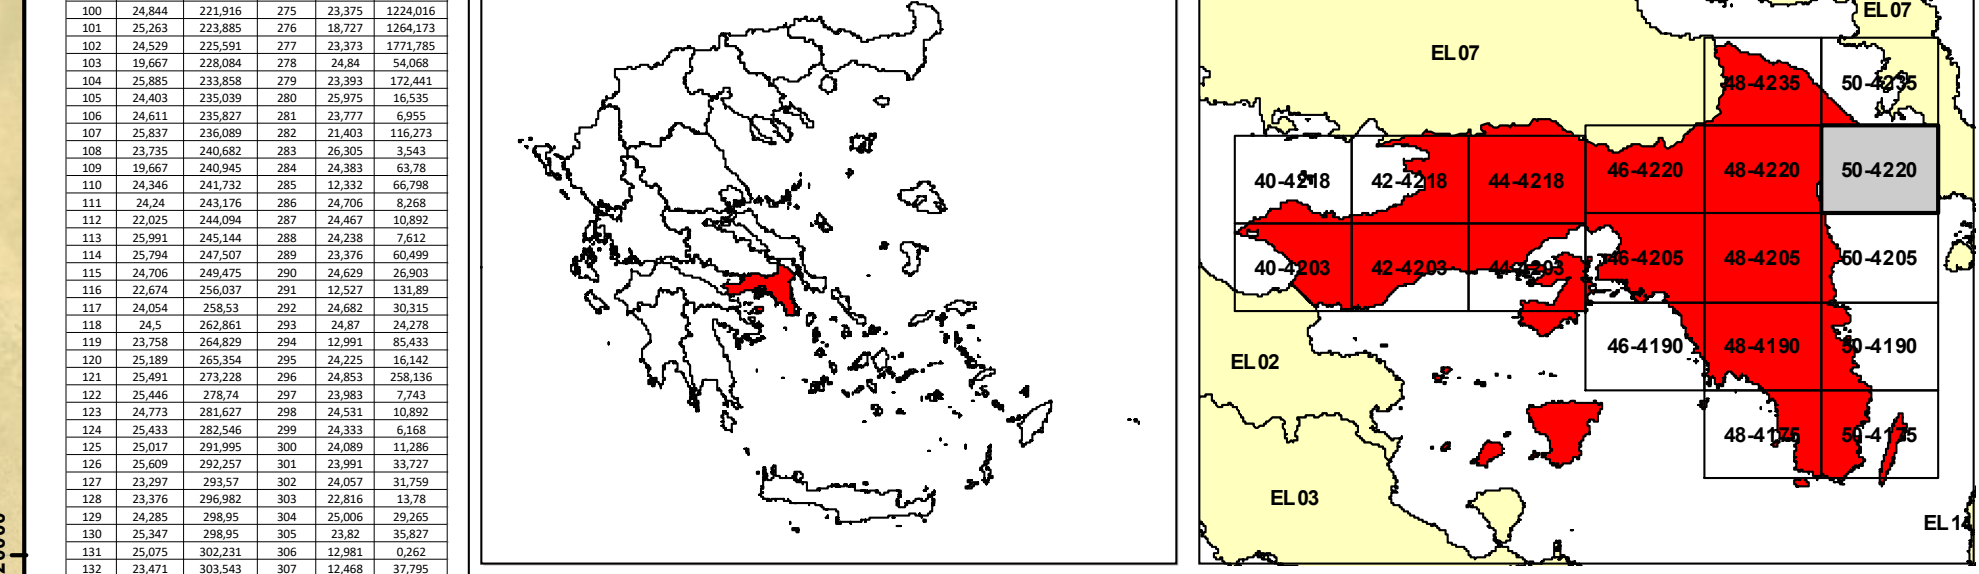 100 24,844 221,916 275 23,375 1224,016
101 25,263 223,885 276 18,727 1264,173
102 24,529 225,591 277 23,373 1771,785
103 19,667 228,084 278 24,84 54,068
104 25,885 233,858 279 23,393 172,441
105 24,403 235,039 280 25,975 16,535
106 24,611 235,827 281 23,777 6,955
107 25,837 236,089 282 21,403 116,273
108 23,735 240,682 283 26,305 3,543
109 19,667 240,945 284 24,383 63,78
110 24,346 241,732 285 12,332 66,798
111 24,24 243,176 286 24,706 8,268
112 22,025 244,094 287 24,467 10,892
113 25,991 245,144 288 24,238 7,612
114 25,794 247,507 289 23,376 60,499
115 24,706 249,475 290 24,629 26,903
116 22,674 256,037 291 12,527 131,89
117 24,054 258,53 292 24,682 30,315
118 24,5 262,861 293 24,87 24,278
119 23,758 264,829 294 12,991 85,433
120 25,189 265,354 295 24,225 16,142
121 25,491 273,228 296 24,853 258,136
122 25,446 278,74 297 23,983 7,743
123 24,773 281,627 298 24,531 10,892
124 25,433 282,546 299 24,333 6,168
125 25,017 291,995 300 24,089 11,286
126 25,609 292,257 301 23,991 33,727
127 23,297 293,57 302 24,057 31,759
128 23,376 296,982 303 22,816 13,78
129 24,285 298,95 304 25,006 29,265
130 25,347 298,95 305 23,82 35,827
131 25,075 302,231 306 12,981 0,262
132 23,471 303,543 307 12,468 37,795
EL07
EL07
48-4235 50-4235
40-4218 42-4218 44-4218 46-4220 48-4220 50-4220
40-4203 42-4203 44-4203 46-4205 48-4205 50-4205
EL02
46-4190 48-4190 50-4190
48-4175 50-4175
EL03